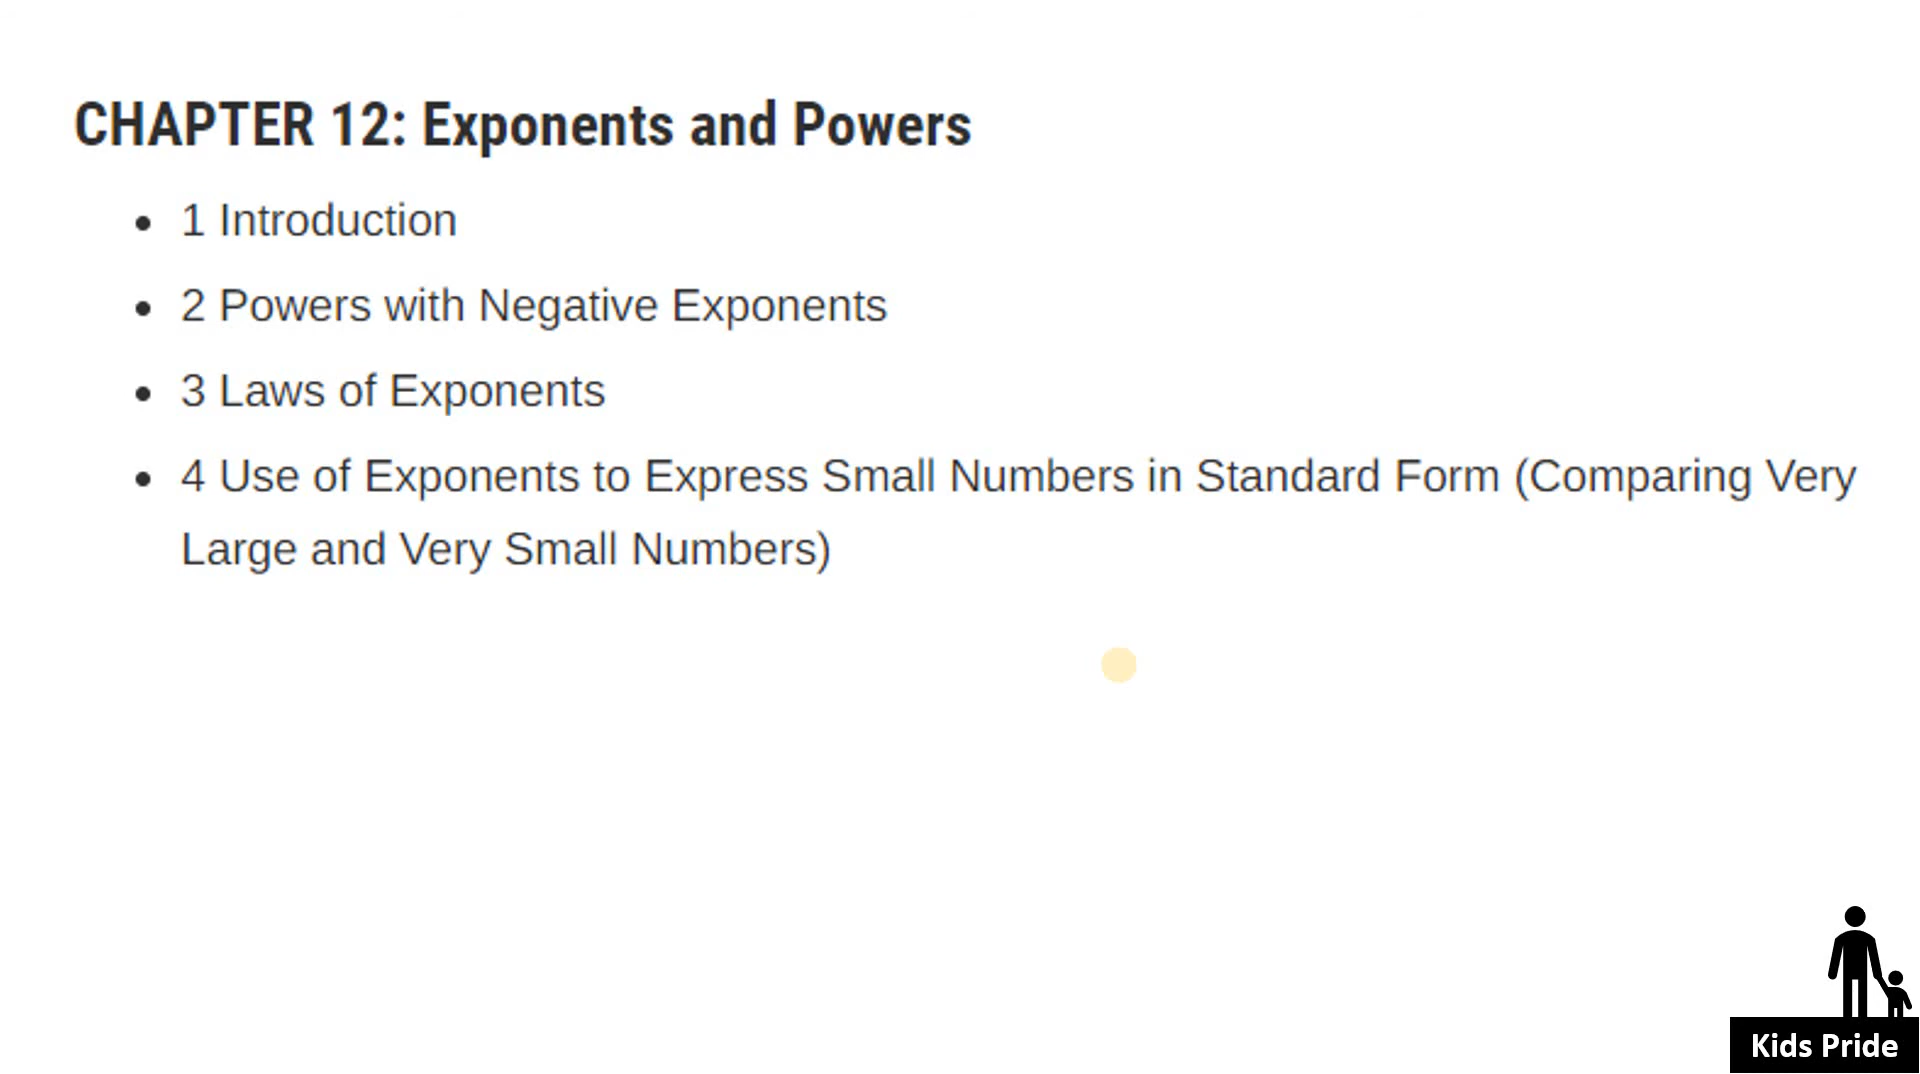 CHAPTER 12: Exponents and Powers
1 Introduction
2 Powers with Negative Exponents
3 Laws of Exponents
4 Use of Exponents to Express Small Numbers in Standard Form (Comparing Very
Large and Very Small Numbers)
Kids Pride